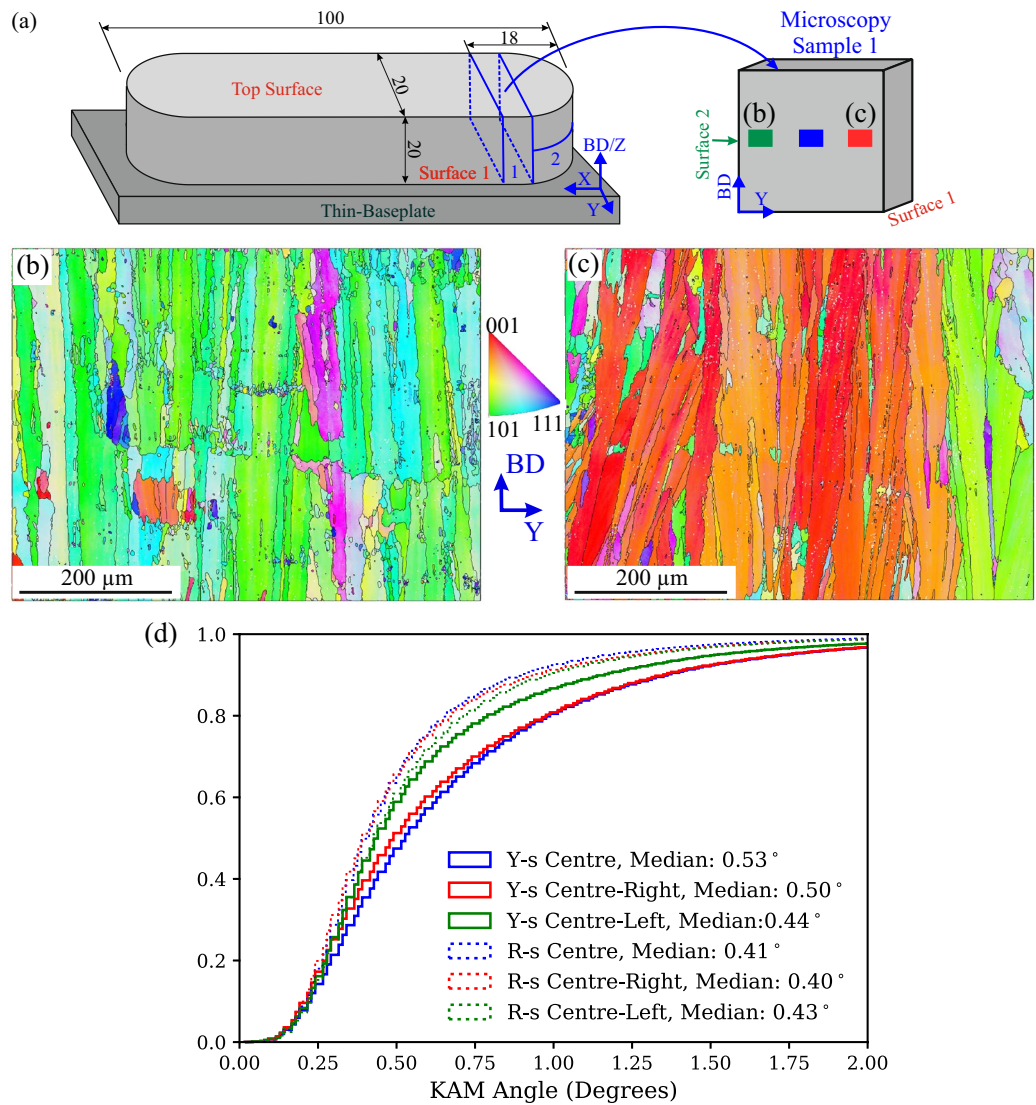 (a)
100
18
Microscopy
Sample 1
Top Surface
20
20
Surface 1
1
2
BD/Z
X
Y
Thin-Baseplate
(b)
(c)
Surface 2
BD
Y
Surface 1
(b)
(c)
001
101
111
BD
Y
200 µm
200 µm
(d)
1.0
0.8
0.6
0.4
0.2
0.0
Y-s Centre, Median: 0.53°
Y-s Centre-Right, Median: 0.50°
Y-s Centre-Left, Median:0.44°
R-s Centre, Median: 0.41°
R-s Centre-Right, Median: 0.40°
R-s Centre-Left, Median: 0.43°
0.00 0.25 0.50 0.75 1.00 1.25 1.50 1.75 2.00
KAM Angle (Degrees)